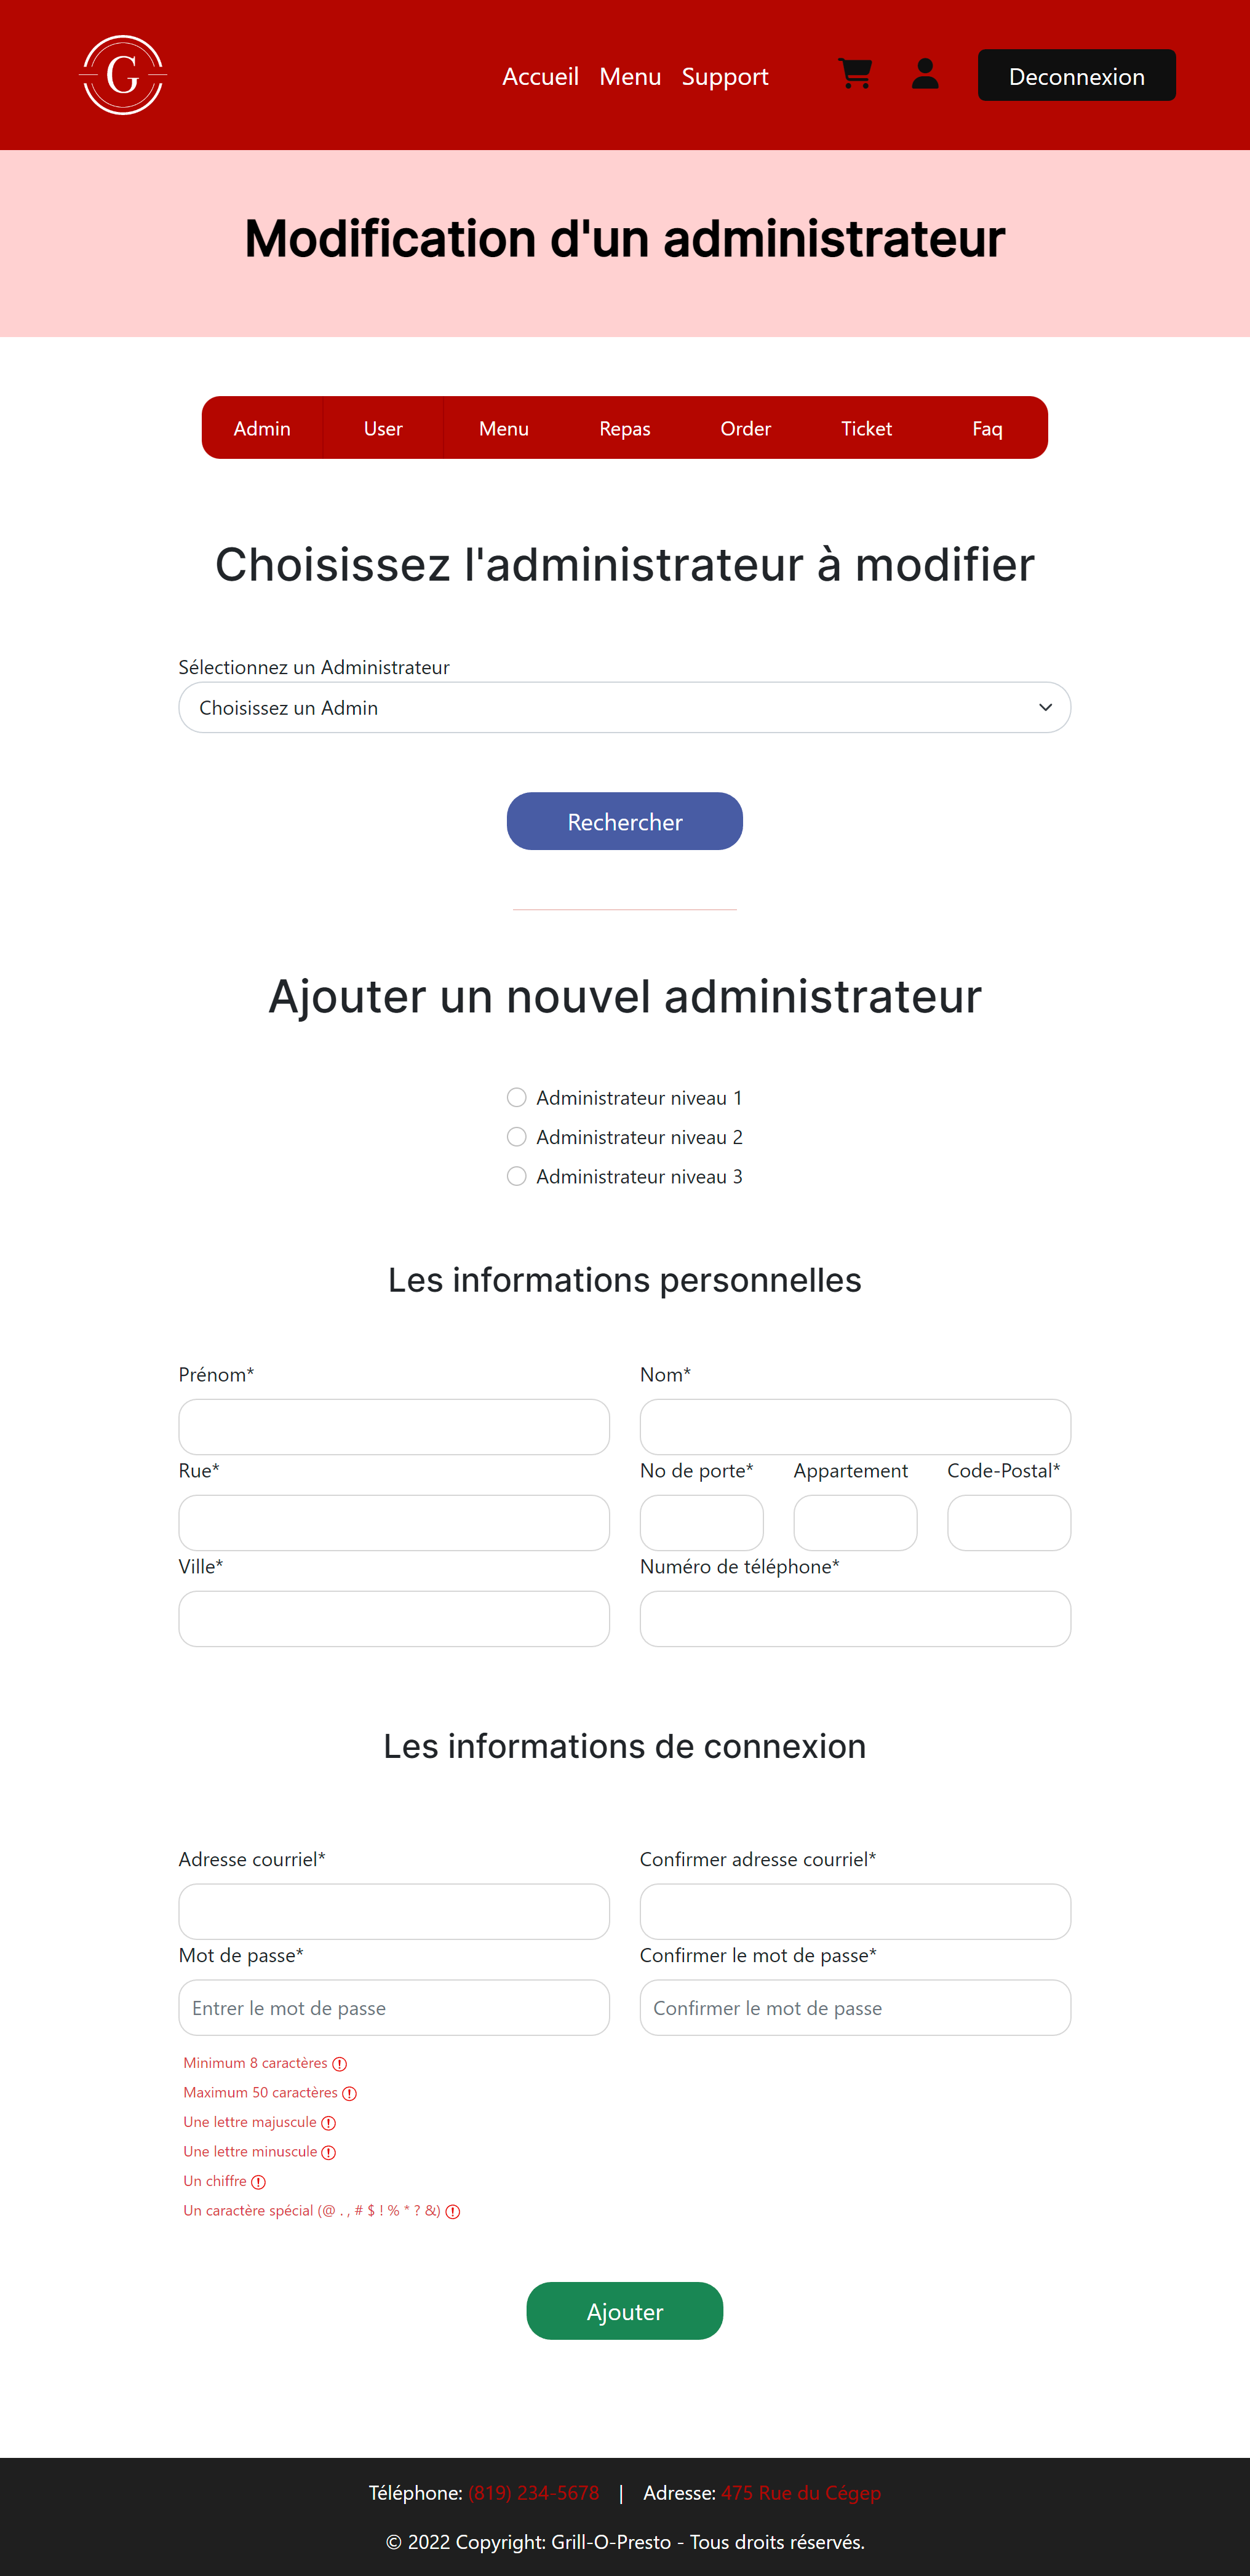 G
Accueil Menu Support Deconnexion
Modification d'un administrateur
Admin User Menu Repas Order Ticket Faq
Choisissez l'administrateur à modifier
Sélectionnez un Administrateur
Choisissez un Admin
Rechercher
Ajouter un nouvel administrateur
Administrateur niveau 1
Administrateur niveau 2
Administrateur niveau 3
Les informations personnelles
Prénom* Nom*
Rue* No de porte* Appartement Code-Postal*
Ville* Numéro de téléphone*
Les informations de connexion
Adresse courriel* Confirmer adresse courriel*
Mot de passe* Confirmer le mot de passe*
Entrer le mot de passe Confirmer le mot de passe
Minimum 8 caractères
Maximum 50 caractères
Une lettre majuscule
Une lettre minuscule
Un chiffre
Un caractère spécial (@ . , # $ ! % * ? &)
Ajouter
Téléphone: (819) 234-5678 | Adresse: 475 Rue du Cégep
© 2022 Copyright: Grill-O-Presto - Tous droits réservés.